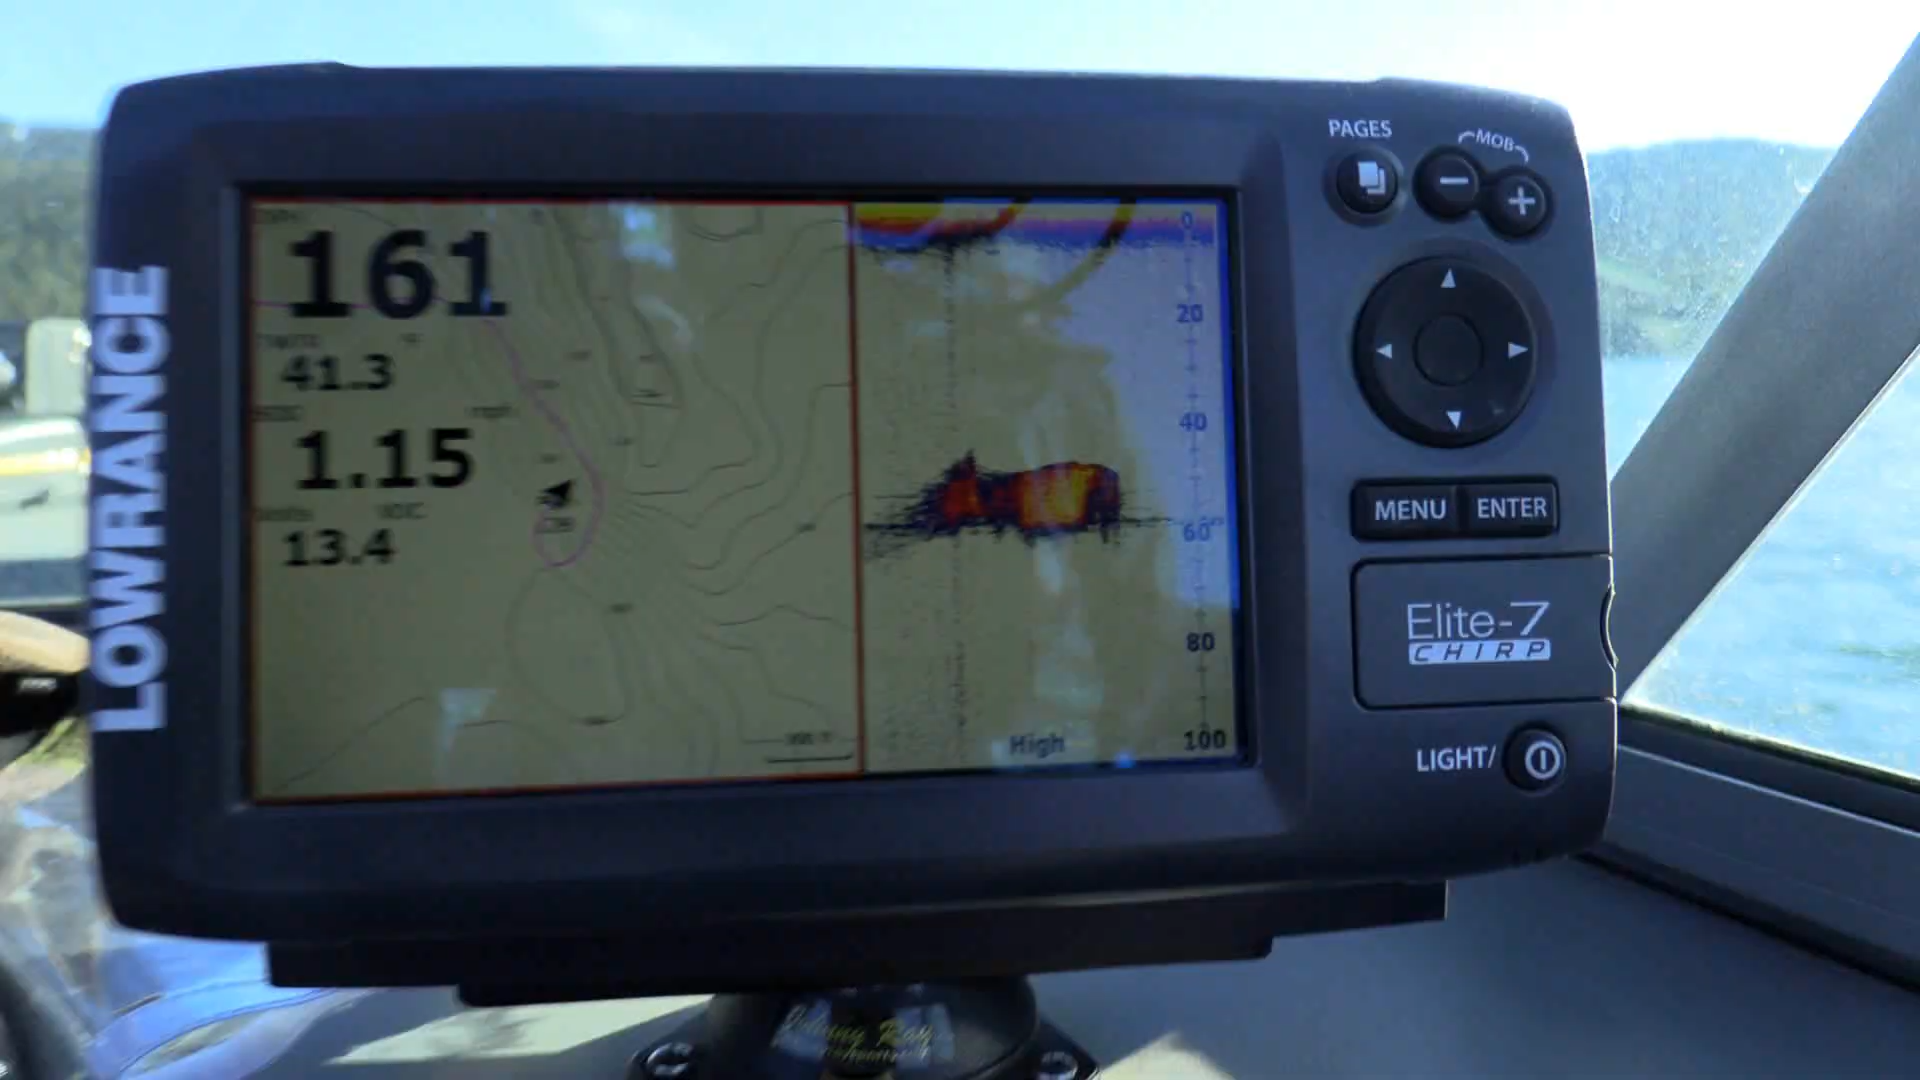 LOWRANCE
161
41.3
mph
1.15
13.4
0
20
40
60
80
100
High
PAGES
MOB
MENU
ENTER
Elite-7
CHIRP
LIGHT/